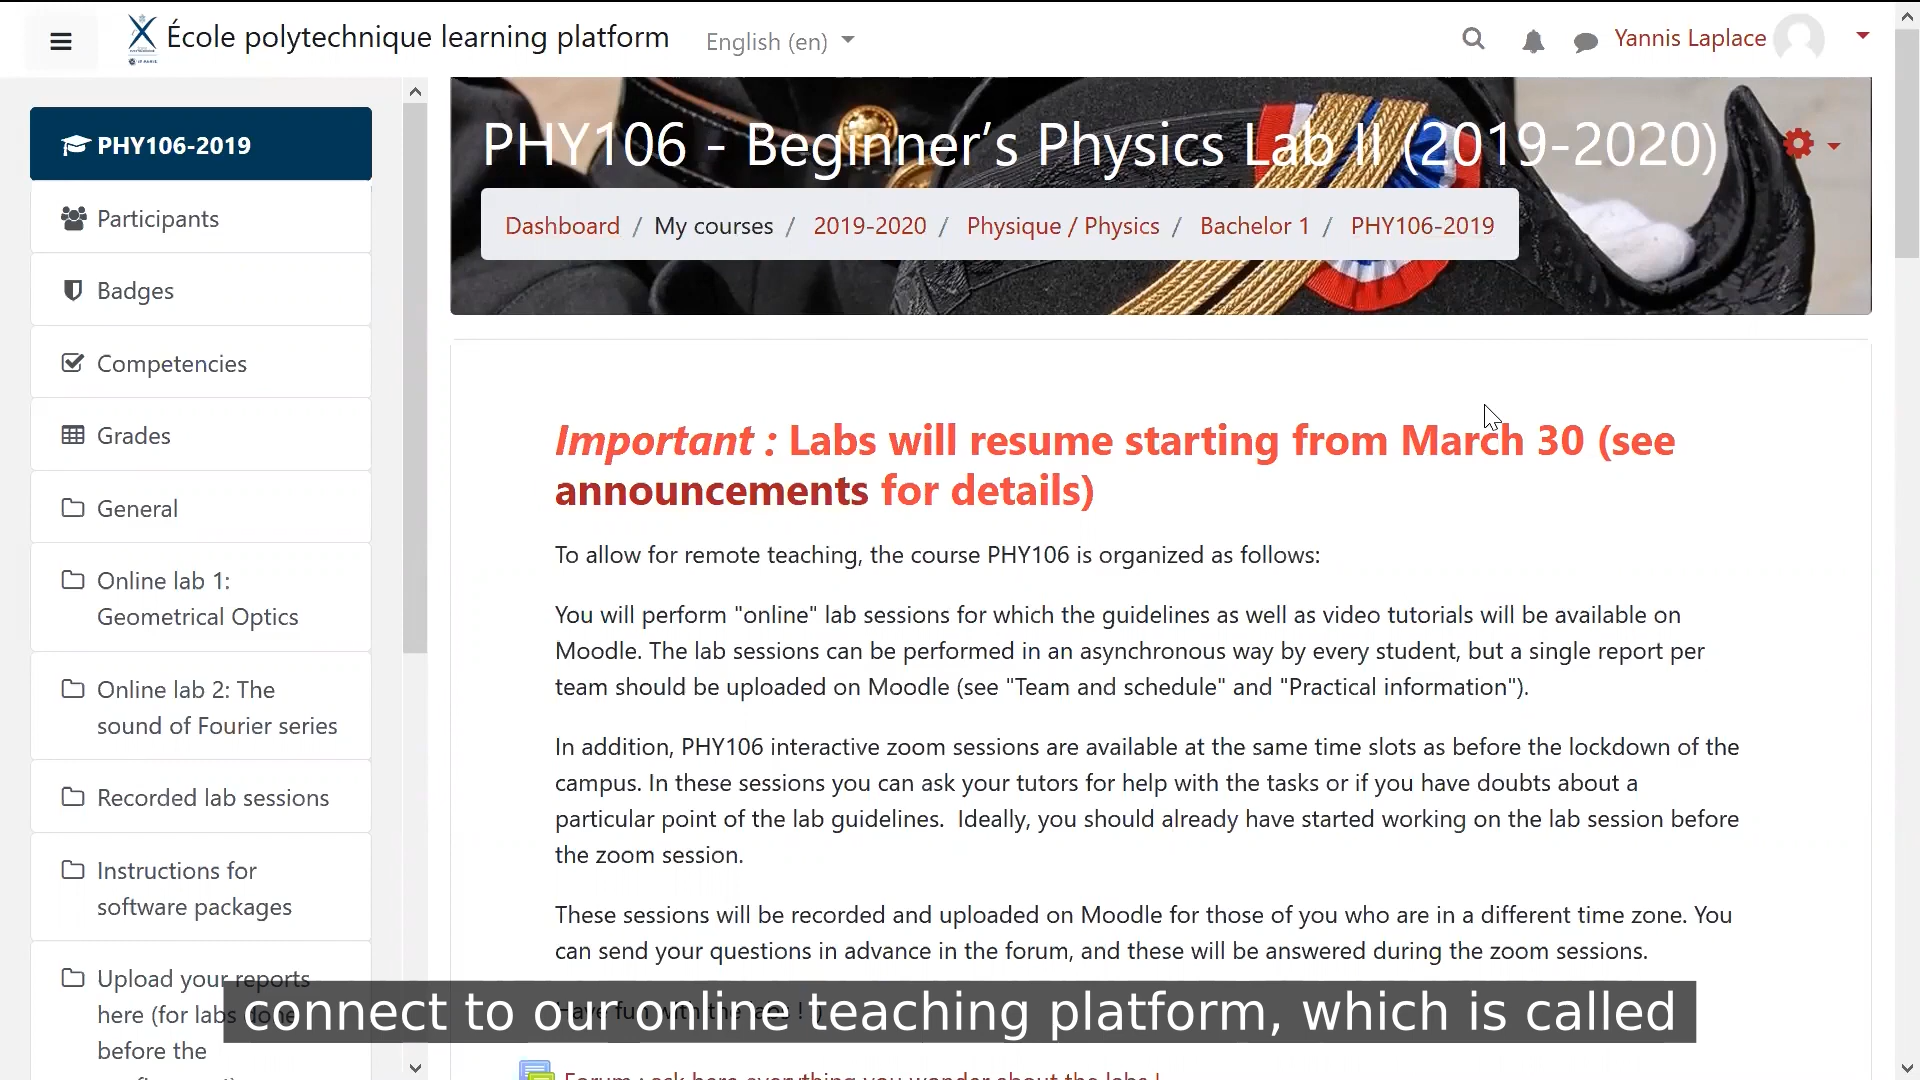 École polytechnique learning platform
English (en)
Yannis Laplace
PHY106-2019
Participants
Badges
Competencies
Grades
General
Online lab 1:
Geometrical Optics
Online lab 2: The
sound of Fourier series
Recorded lab sessions
Instructions for
software packages
Upload your reports
here (for labs done
before the
PHY106 - Beginner’s Physics Lab II (2019-2020)
Dashboard / My courses / 2019-2020 / Physique / Physics / Bachelor 1 / PHY106-2019
Important : Labs will resume starting from March 30 (see
announcements for details)
To allow for remote teaching, the course PHY106 is organized as follows:
You will perform "online" lab sessions for which the guidelines as well as video tutorials will be available on
Moodle. The lab sessions can be performed in an asynchronous way by every student, but a single report per
team should be uploaded on Moodle (see "Team and schedule" and "Practical information").
In addition, PHY106 interactive zoom sessions are available at the same time slots as before the lockdown of the
campus. In these sessions you can ask your tutors for help with the tasks or if you have doubts about a
particular point of the lab guidelines.  Ideally, you should already have started working on the lab session before
the zoom session.
These sessions will be recorded and uploaded on Moodle for those of you who are in a different time zone. You
can send your questions in advance in the forum, and these will be answered during the zoom sessions.
connect to our online teaching platform, which is called
Forum : ask here everything you wonder about the labs !